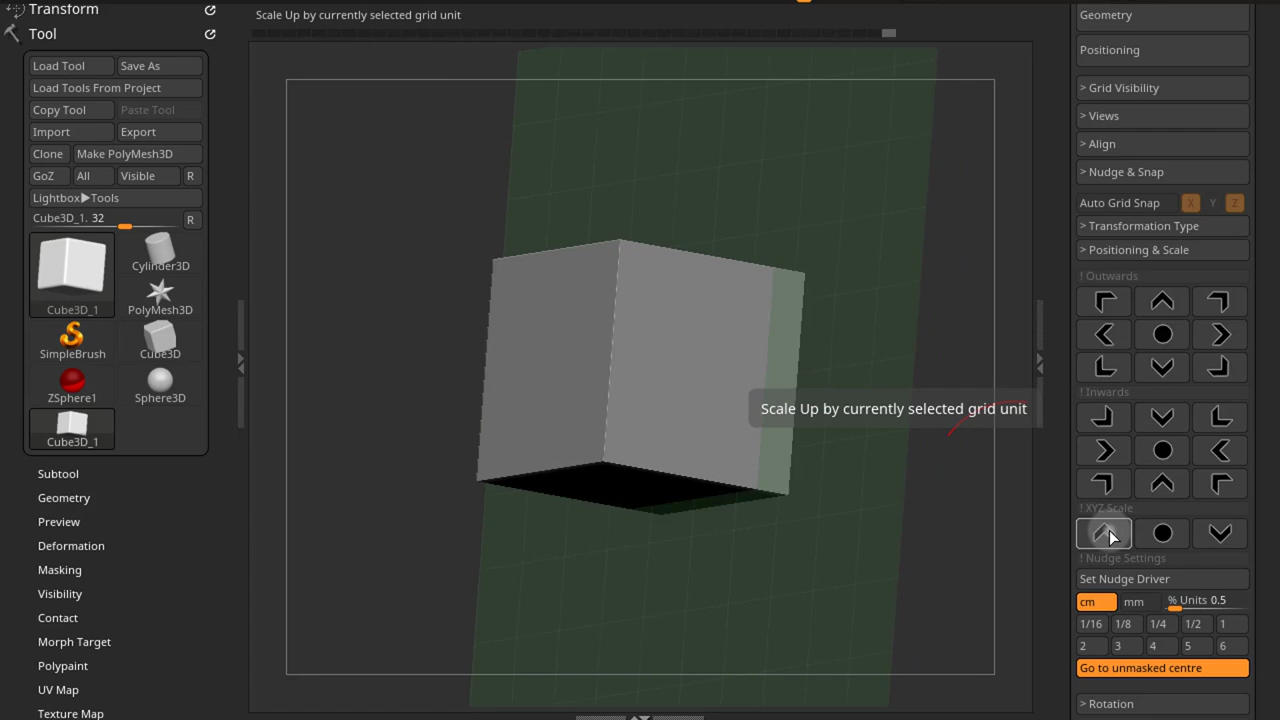 Transform
Tool
Load Tool Save As
Load Tools From Project
Copy Tool Paste Tool
Import Export
Clone Make PolyMesh3D
GoZ All Visible R
Lightbox▶Tools
Cube3D_1. 32 R
Cube3D_1
Cylinder3D
PolyMesh3D
SimpleBrush Cube3D
ZSphere1 Sphere3D
Cube3D_1
Subtool
Geometry
Preview
Deformation
Masking
Visibility
Contact
Morph Target
Polypaint
UV Map
Texture Map
Scale Up by currently selected grid unit
Scale Up by currently selected grid unit
Geometry
Positioning
> Grid Visibility
> Views
> Align
> Nudge & Snap
Auto Grid Snap X Y Z
> Transformation Type
> Positioning & Scale
! Outwards
! Inwards
! XYZ Scale
! Nudge Settings
Set Nudge Driver
cm mm % Units 0.5
1/16 1/8 1/4 1/2 1
2 3 4 5 6
Go to unmasked centre
> Rotation